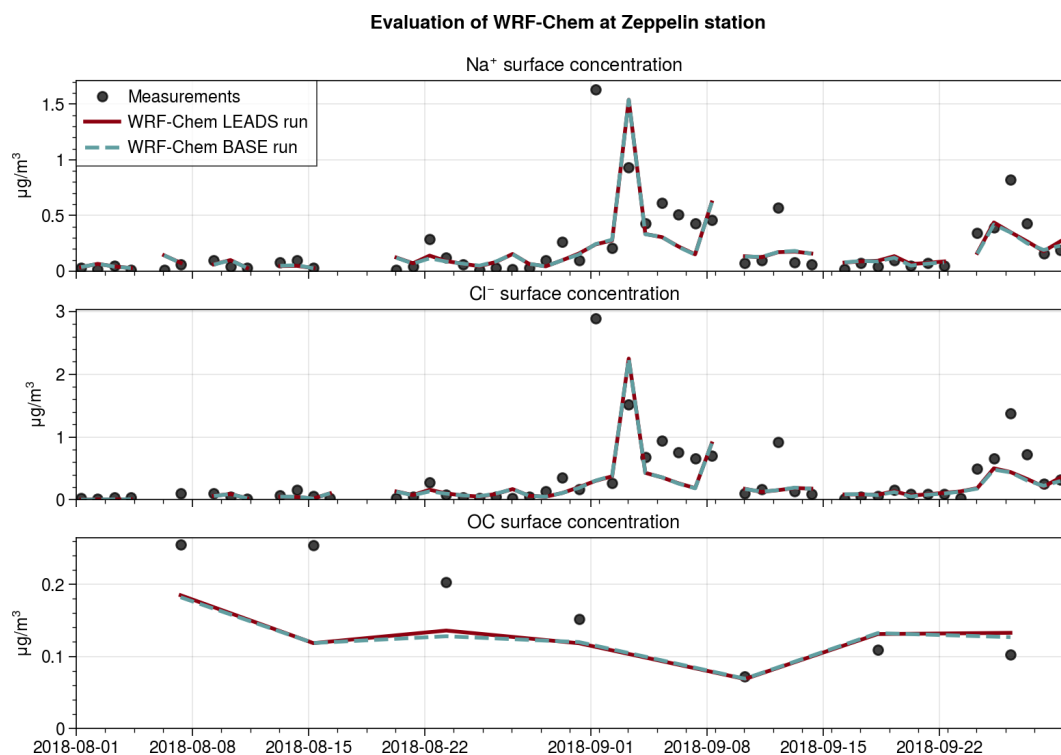 Evaluation of WRF-Chem at Zeppelin station
Na⁺ surface concentration
Measurements
WRF-Chem LEADS run
WRF-Chem BASE run
µg/m³
1.5
1
0.5
0
Cl⁻ surface concentration
µg/m³
3
2
1
0
OC surface concentration
µg/m³
0.2
0.1
0
2018-08-01 2018-08-08 2018-08-15 2018-08-22 2018-09-01 2018-09-08 2018-09-15 2018-09-22